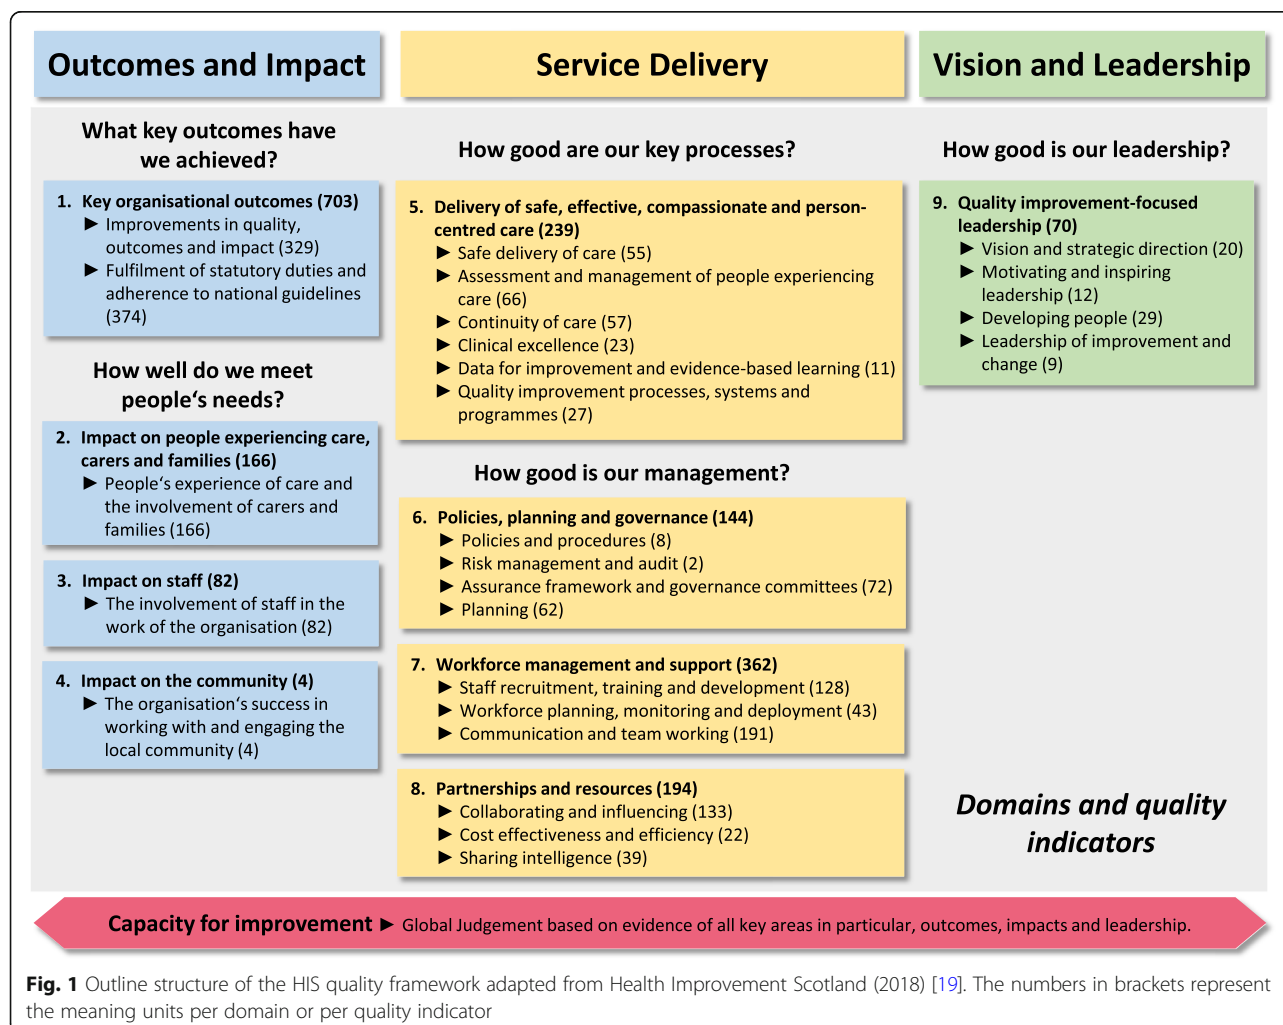 Outcomes and Impact
What key outcomes have
we achieved?
1. Key organisational outcomes (703)
► Improvements in quality,
outcomes and impact (329)
► Fulfilment of statutory duties and
adherence to national guidelines
(374)
How well do we meet
people‘s needs?
2. Impact on people experiencing care,
carers and families (166)
► People‘s experience of care and
the involvement of carers and
families (166)
3. Impact on staff (82)
► The involvement of staff in the
work of the organisation (82)
4. Impact on the community (4)
► The organisation‘s success in
working with and engaging the
local community (4)
Service Delivery
How good are our key processes?
5. Delivery of safe, effective, compassionate and person-
centred care (239)
► Safe delivery of care (55)
► Assessment and management of people experiencing
care (66)
► Continuity of care (57)
► Clinical excellence (23)
► Data for improvement and evidence-based learning (11)
► Quality improvement processes, systems and
programmes (27)
How good is our management?
6. Policies, planning and governance (144)
► Policies and procedures (8)
► Risk management and audit (2)
► Assurance framework and governance committees (72)
► Planning (62)
7. Workforce management and support (362)
► Staff recruitment, training and development (128)
► Workforce planning, monitoring and deployment (43)
► Communication and team working (191)
8. Partnerships and resources (194)
► Collaborating and influencing (133)
► Cost effectiveness and efficiency (22)
► Sharing intelligence (39)
Vision and Leadership
How good is our leadership?
9. Quality improvement-focused
leadership (70)
► Vision and strategic direction (20)
► Motivating and inspiring
leadership (12)
► Developing people (29)
► Leadership of improvement and
change (9)
Domains and quality
indicators
Capacity for improvement ► Global Judgement based on evidence of all key areas in particular, outcomes, impacts and leadership.
Fig. 1 Outline structure of the HIS quality framework adapted from Health Improvement Scotland (2018) [19]. The numbers in brackets represent
the meaning units per domain or per quality indicator